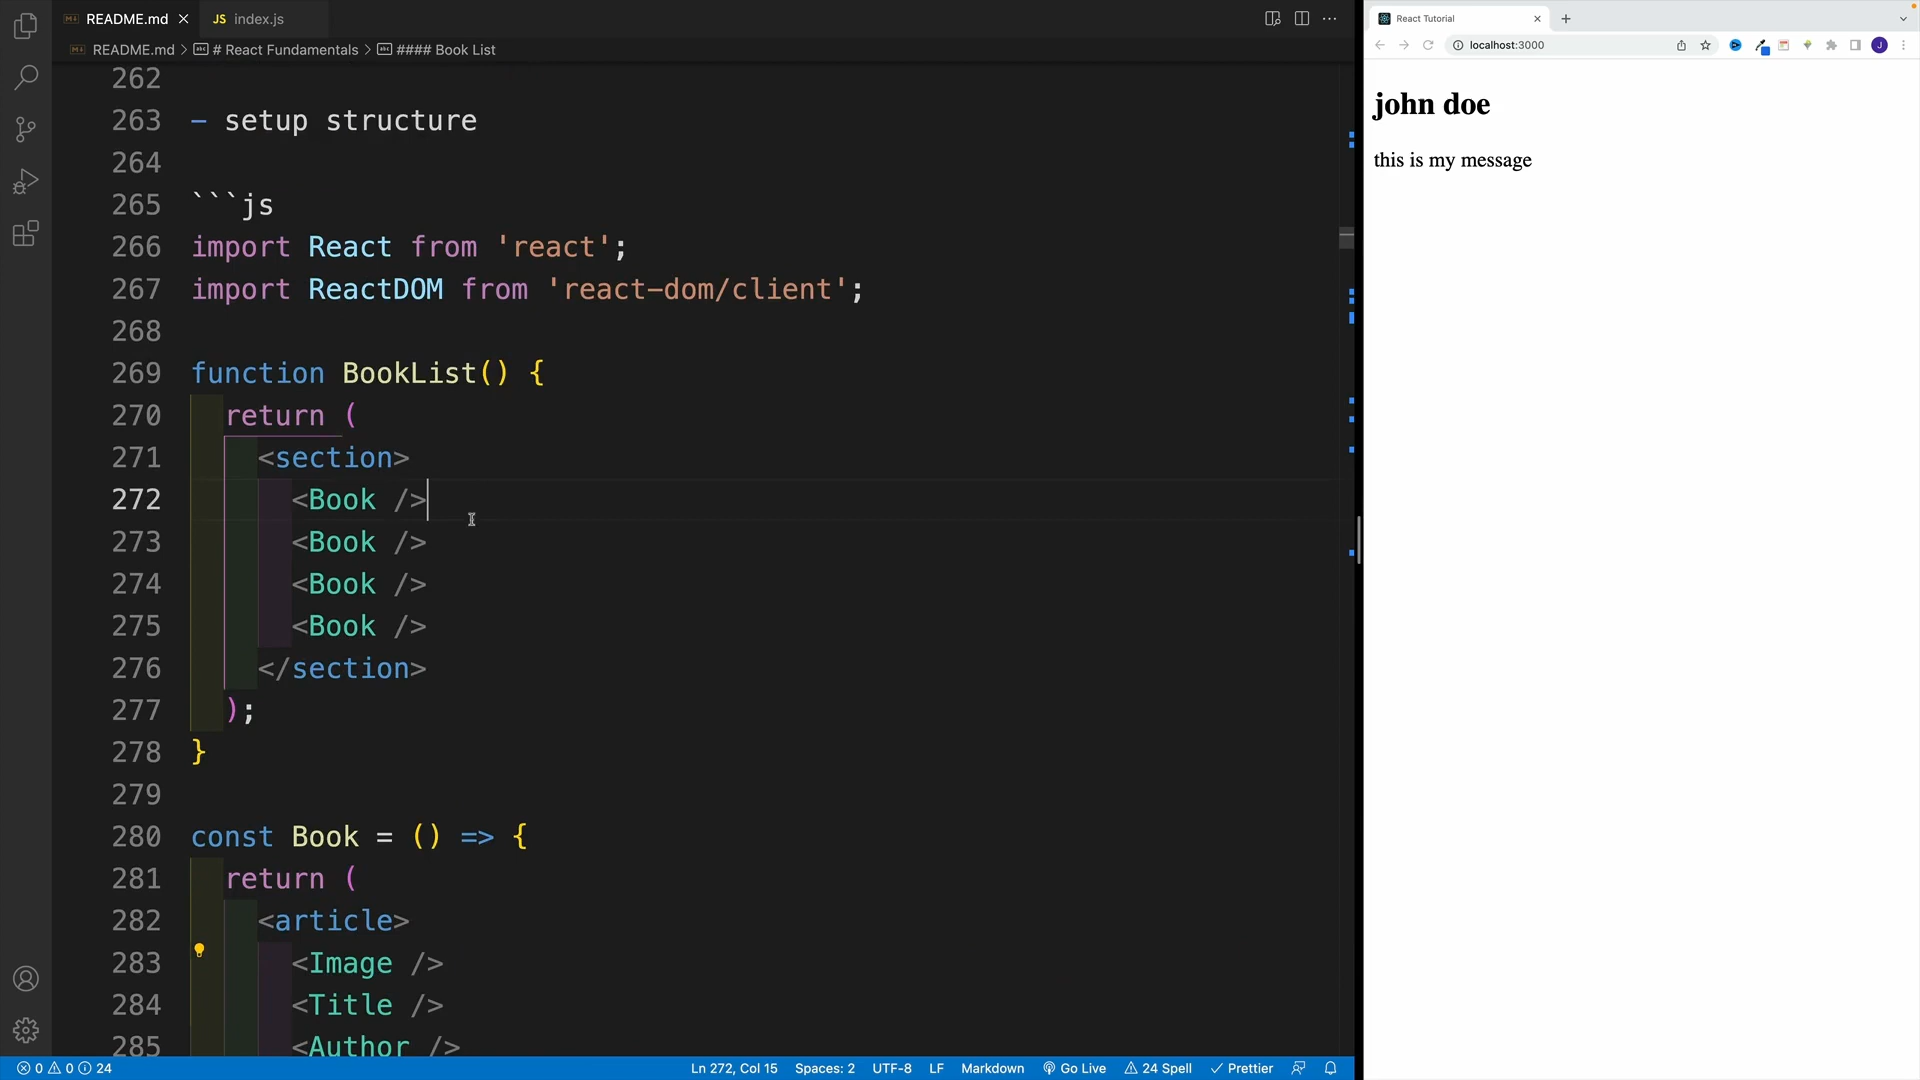 README.md
JS index.js
README.md > # React Fundamentals > #### Book List
262
263 - setup structure
264
265 ```js
266 import React from 'react';
267 import ReactDOM from 'react-dom/client';
268
269 function BookList() {
270 return (
271 <section>
272 <Book />
273 <Book />
274 <Book />
275 <Book />
276 </section>
277 );
278 }
279
280 const Book = () => {
281 return (
282 <article>
283 <Image />
284 <Title />
285 <Author />
0 0 24 Ln 272, Col 15 Spaces: 2 UTF-8 LF Markdown Go Live 24 Spell Prettier
React Tutorial
localhost:3000 J
john doe
this is my message